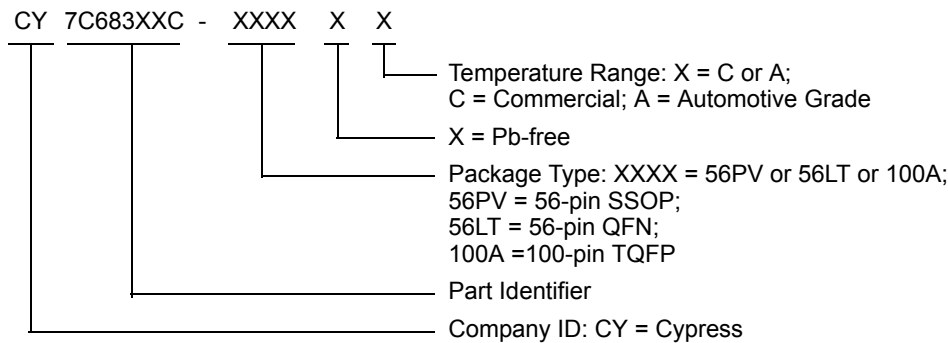 CY 7C683XXC - XXXX X X
Temperature Range: X = C or A;
C = Commercial; A = Automotive Grade
X = Pb-free
Package Type: XXXX = 56PV or 56LT or 100A;
56PV = 56-pin SSOP;
56LT = 56-pin QFN;
100A =100-pin TQFP
Part Identifier
Company ID: CY = Cypress